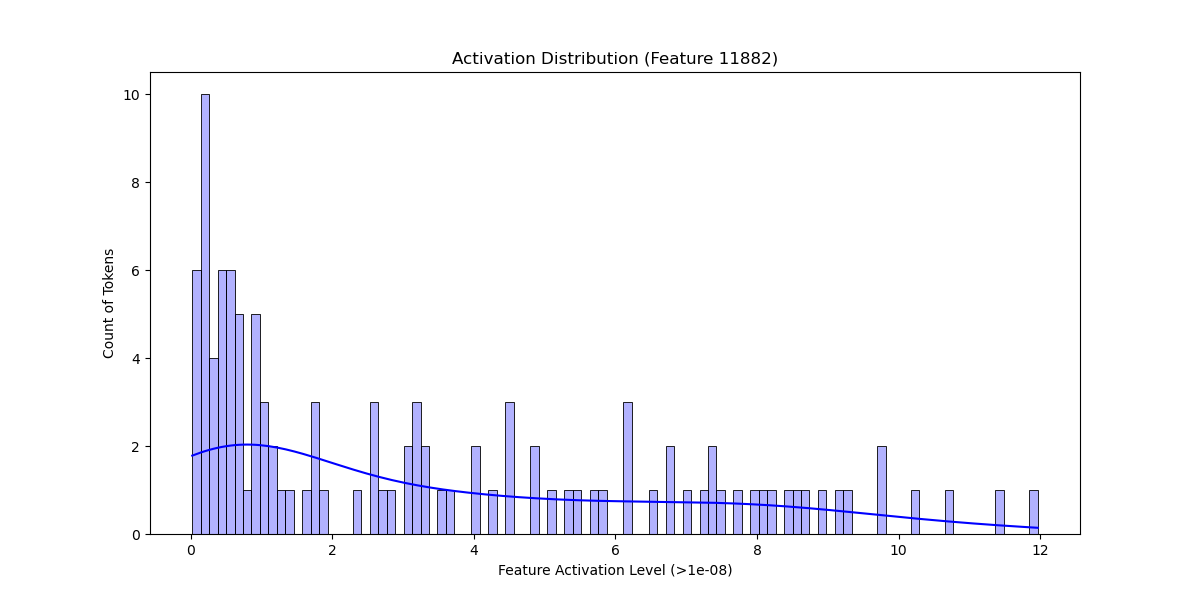 Activation Distribution (Feature 11882)
10
8
6
4
2
0
Count of Tokens
0 2 4 6 8 10 12
Feature Activation Level (>1e-08)